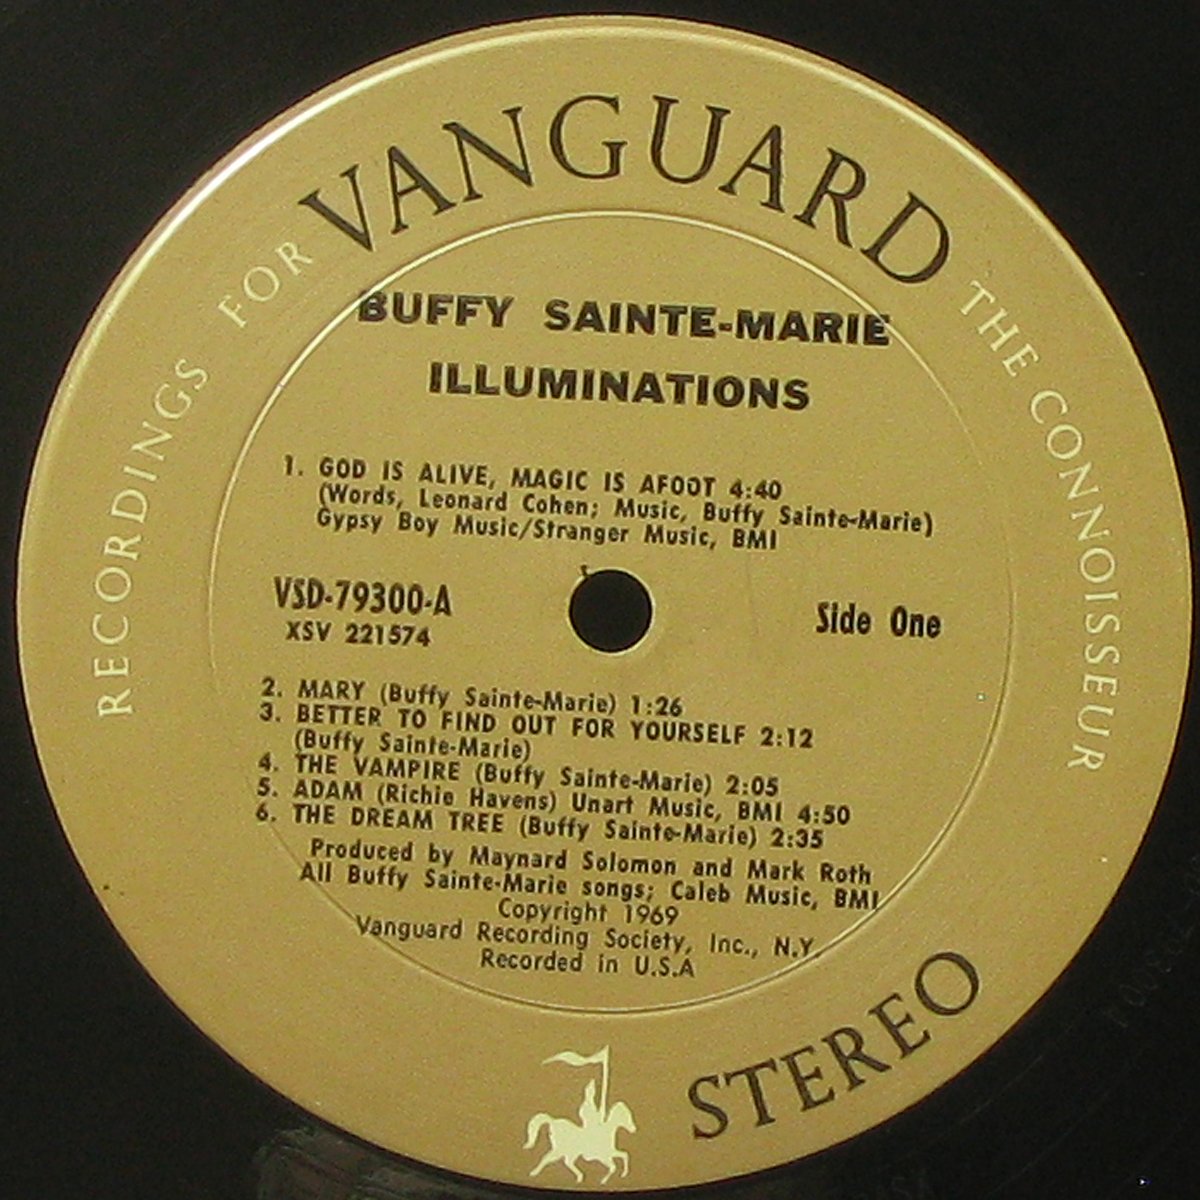 VANGUARD
RECORDINGS FOR THE CONNOISSEUR
BUFFY SAINTE-MARIE
ILLUMINATIONS
1. GOD IS ALIVE, MAGIC IS AFOOT 4:40
(Words, Leonard Cohen; Music, Buffy Sainte-Marie)
Gypsy Boy Music/Stranger Music, BMI
VSD-79300-A
XSV 221574
Side One
2. MARY (Buffy Sainte-Marie) 1:26
3. BETTER TO FIND OUT FOR YOURSELF 2:12
(Buffy Sainte-Marie)
4. THE VAMPIRE (Buffy Sainte-Marie) 2:05
5. ADAM (Richie Havens) Unart Music, BMI 4:50
6. THE DREAM TREE (Buffy Sainte-Marie) 2:35
Produced by Maynard Solomon and Mark Roth
All Buffy Sainte-Marie songs; Caleb Music, BMI
Copyright 1969
Vanguard Recording Society, Inc., N.Y.
Recorded in U.S.A
STEREO